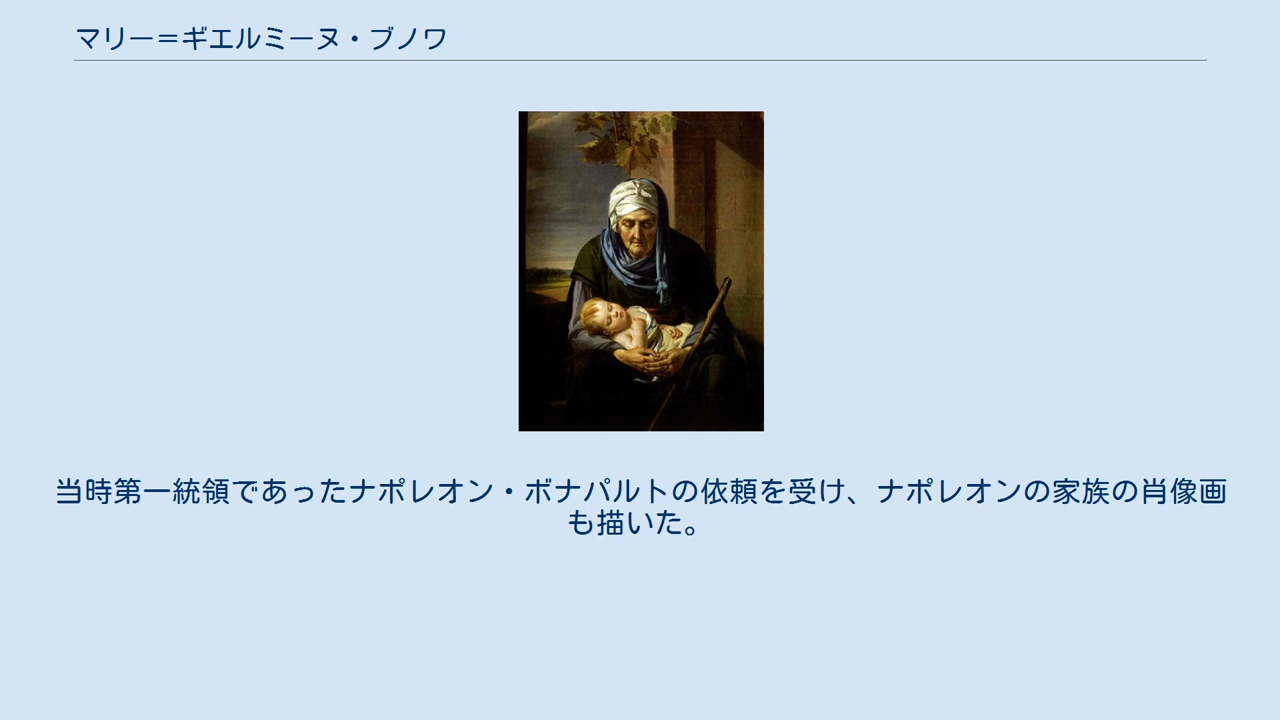 マリー＝ギエルミーヌ・ブノワ
当時第一統領であったナポレオン・ボナパルトの依頼を受け、ナポレオンの家族の肖像画
も描いた。